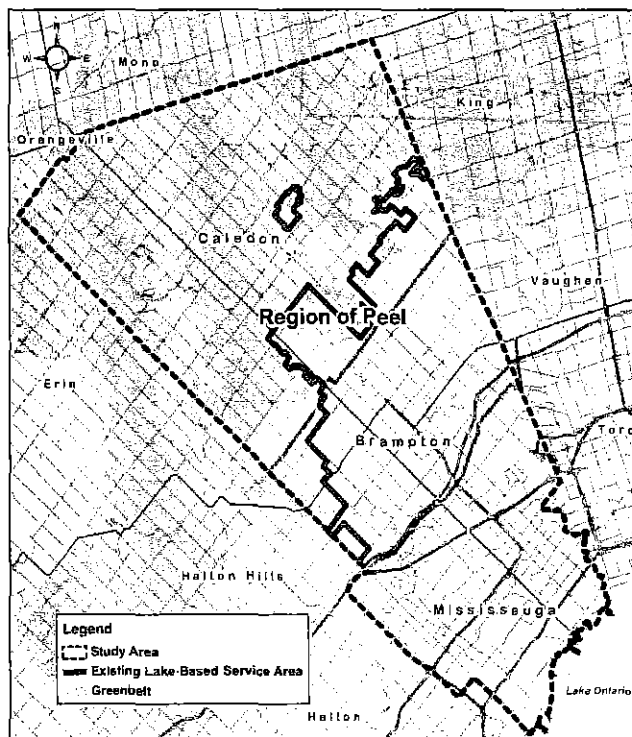 N
W E
S
Mono
King
Orangeville
Caledon
Vaughan
Region of Peel
Erin
Brampton
Toro
Halton Hills
Mississauga
Legend
Study Area
Existing Lake-Based Service Area
Greenbelt
Lake Ontario
Halton